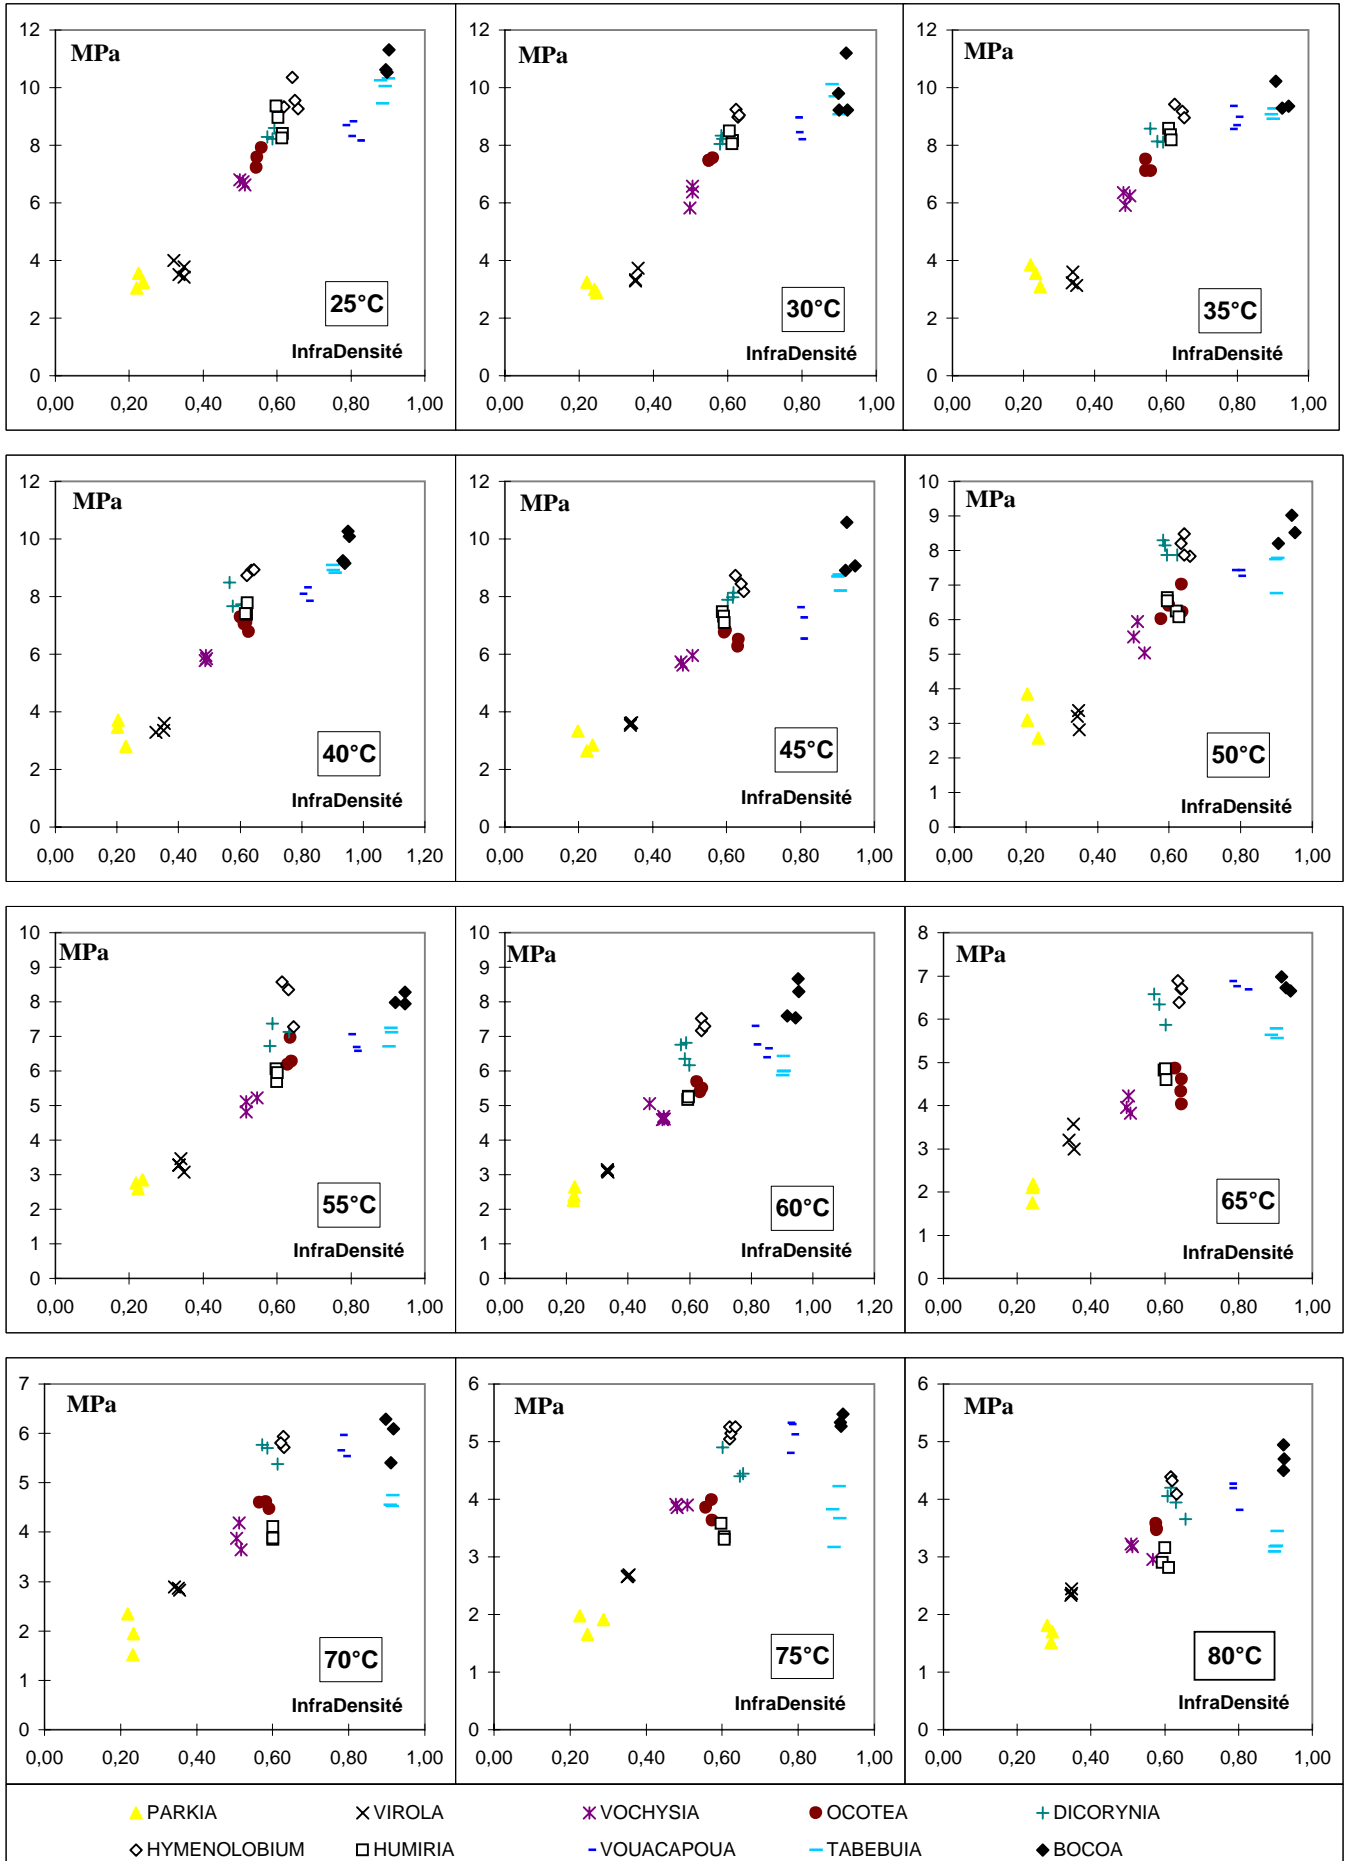 MPa
12
10
8
6
4
2
0
25°C
InfraDensité
0,00 0,20 0,40 0,60 0,80 1,00
MPa
12
10
8
6
4
2
0
30°C
InfraDensité
0,00 0,20 0,40 0,60 0,80 1,00
MPa
12
10
8
6
4
2
0
35°C
InfraDensité
0,00 0,20 0,40 0,60 0,80 1,00
MPa
12
10
8
6
4
2
0
40°C
InfraDensité
0,00 0,20 0,40 0,60 0,80 1,00 1,20
MPa
12
10
8
6
4
2
0
45°C
InfraDensité
0,00 0,20 0,40 0,60 0,80 1,00
MPa
10
9
8
7
6
5
4
3
2
1
0
50°C
InfraDensité
0,00 0,20 0,40 0,60 0,80 1,00
MPa
10
9
8
7
6
5
4
3
2
1
0
55°C
InfraDensité
0,00 0,20 0,40 0,60 0,80 1,00
MPa
10
9
8
7
6
5
4
3
2
1
0
60°C
InfraDensité
0,00 0,20 0,40 0,60 0,80 1,00 1,20
MPa
8
7
6
5
4
3
2
1
0
65°C
InfraDensité
0,00 0,20 0,40 0,60 0,80 1,00
MPa
7
6
5
4
3
2
1
0
70°C
InfraDensité
0,00 0,20 0,40 0,60 0,80 1,00
MPa
6
5
4
3
2
1
0
75°C
InfraDensité
0,00 0,20 0,40 0,60 0,80 1,00
MPa
6
5
4
3
2
1
0
80°C
InfraDensité
0,00 0,20 0,40 0,60 0,80 1,00
PARKIA VIROLA VOCHYSIA OCOTEA DICORYNIA
HYMENOLOBIUM HUMIRIA VOUACAPOUA TABEBUIA BOCOA